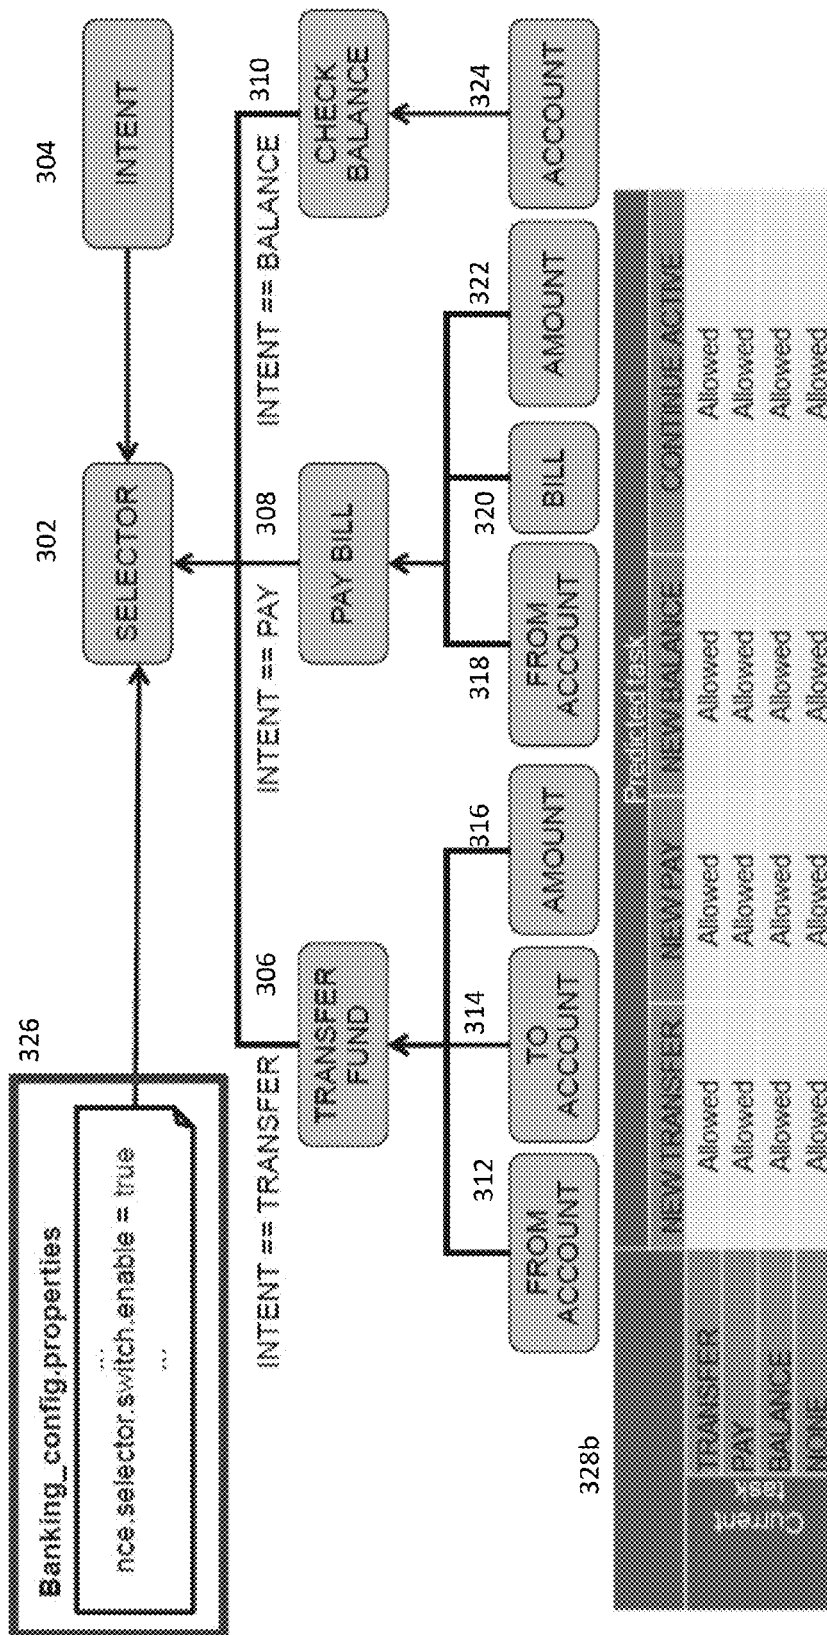 326
Banking_config.properties
nce.selector.switch.enable = true
...
...
302
304
SELECTOR
INTENT
INTENT == TRANSFER
306
INTENT == PAY
308
INTENT == BALANCE
310
TRANSFER
FUND
PAY BILL
CHECK
BALANCE
312
314
316
318
320
322
324
FROM
ACCOUNT
TO
ACCOUNT
AMOUNT
FROM
ACCOUNT
BILL
AMOUNT
ACCOUNT
328b
Predicted task
NEW TRANSFER NEW PAY NEW BALANCE CONTINUE ACTIVE
Current
task
TRANSFER Allowed Allowed Allowed Allowed
PAY Allowed Allowed Allowed Allowed
BALANCE Allowed Allowed Allowed Allowed
NONE Allowed Allowed Allowed Allowed